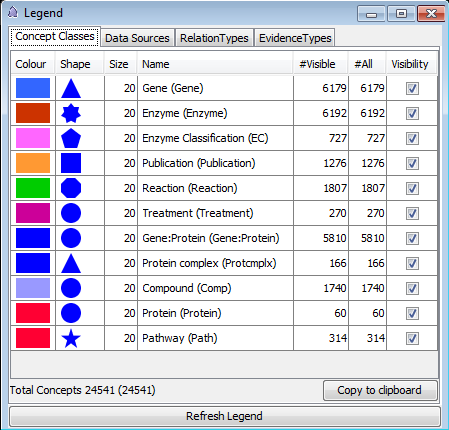 Legend
Concept Classes Data Sources RelationTypes EvidenceTypes
Colour Shape Size Name #Visible #All Visibility
20 Gene (Gene) 6179 6179
20 Enzyme (Enzyme) 6192 6192
20 Enzyme Classification (EC) 727 727
20 Publication (Publication) 1276 1276
20 Reaction (Reaction) 1807 1807
20 Treatment (Treatment) 270 270
20 Gene:Protein (Gene:Protein) 5810 5810
20 Protein complex (Protcmplx) 166 166
20 Compound (Comp) 1740 1740
20 Protein (Protein) 60 60
20 Pathway (Path) 314 314
Total Concepts 24541 (24541) Copy to clipboard
Refresh Legend